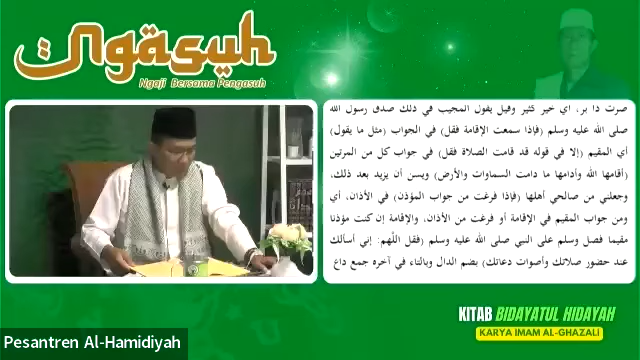 Ngasuh
Ngaji Bersama Pengasuh
صرت ذا بر، اي خير كثير وقيل يقول المجيب في ذلك صدق رسول الله
صلى الله عليه وسلم (فإذا سمعت الإقامة فقل) في الجواب (مثل ما يقول)
أي المقيم (إلا في قوله قد قامت الصلاة فقل) في جواب كل من المرتين
(أقامها الله وأدامها ما دامت السماوات والأرض) ويسن أن يزيد بعد ذلك،
وجعلني من صالحي أهلها (فإذا فرغت من جواب المؤذن) في الأذان، أي
ومن جواب المقيم في الإقامة أو فرغت من الأذان، والإقامة إن كنت مؤذنا
مقيما فصل وسلم على النبي صلى الله عليه وسلم (فقل اللهم: إني أسألك
عند حضور صلاتك وأصوات دعاتك) بضم الدال وبالتاء في آخره جمع داع
KITAB BIDAYATUL HIDAYAH
KARYA IMAM AL-GHAZALI
Pesantren Al-Hamidiyah